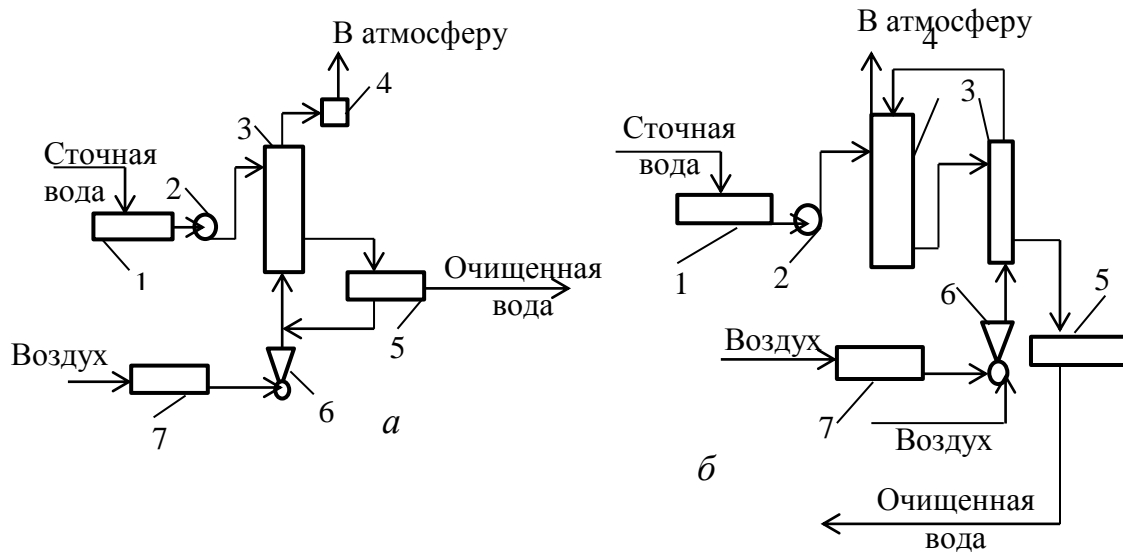 В атмосферу
4
3
Сточная
вода
2
1
Очищенная
вода
5
Воздух
6
7
а
В атмосферу
4
3
Сточная
вода
1
2
6
5
Воздух
7
Воздух
б
Очищенная
вода